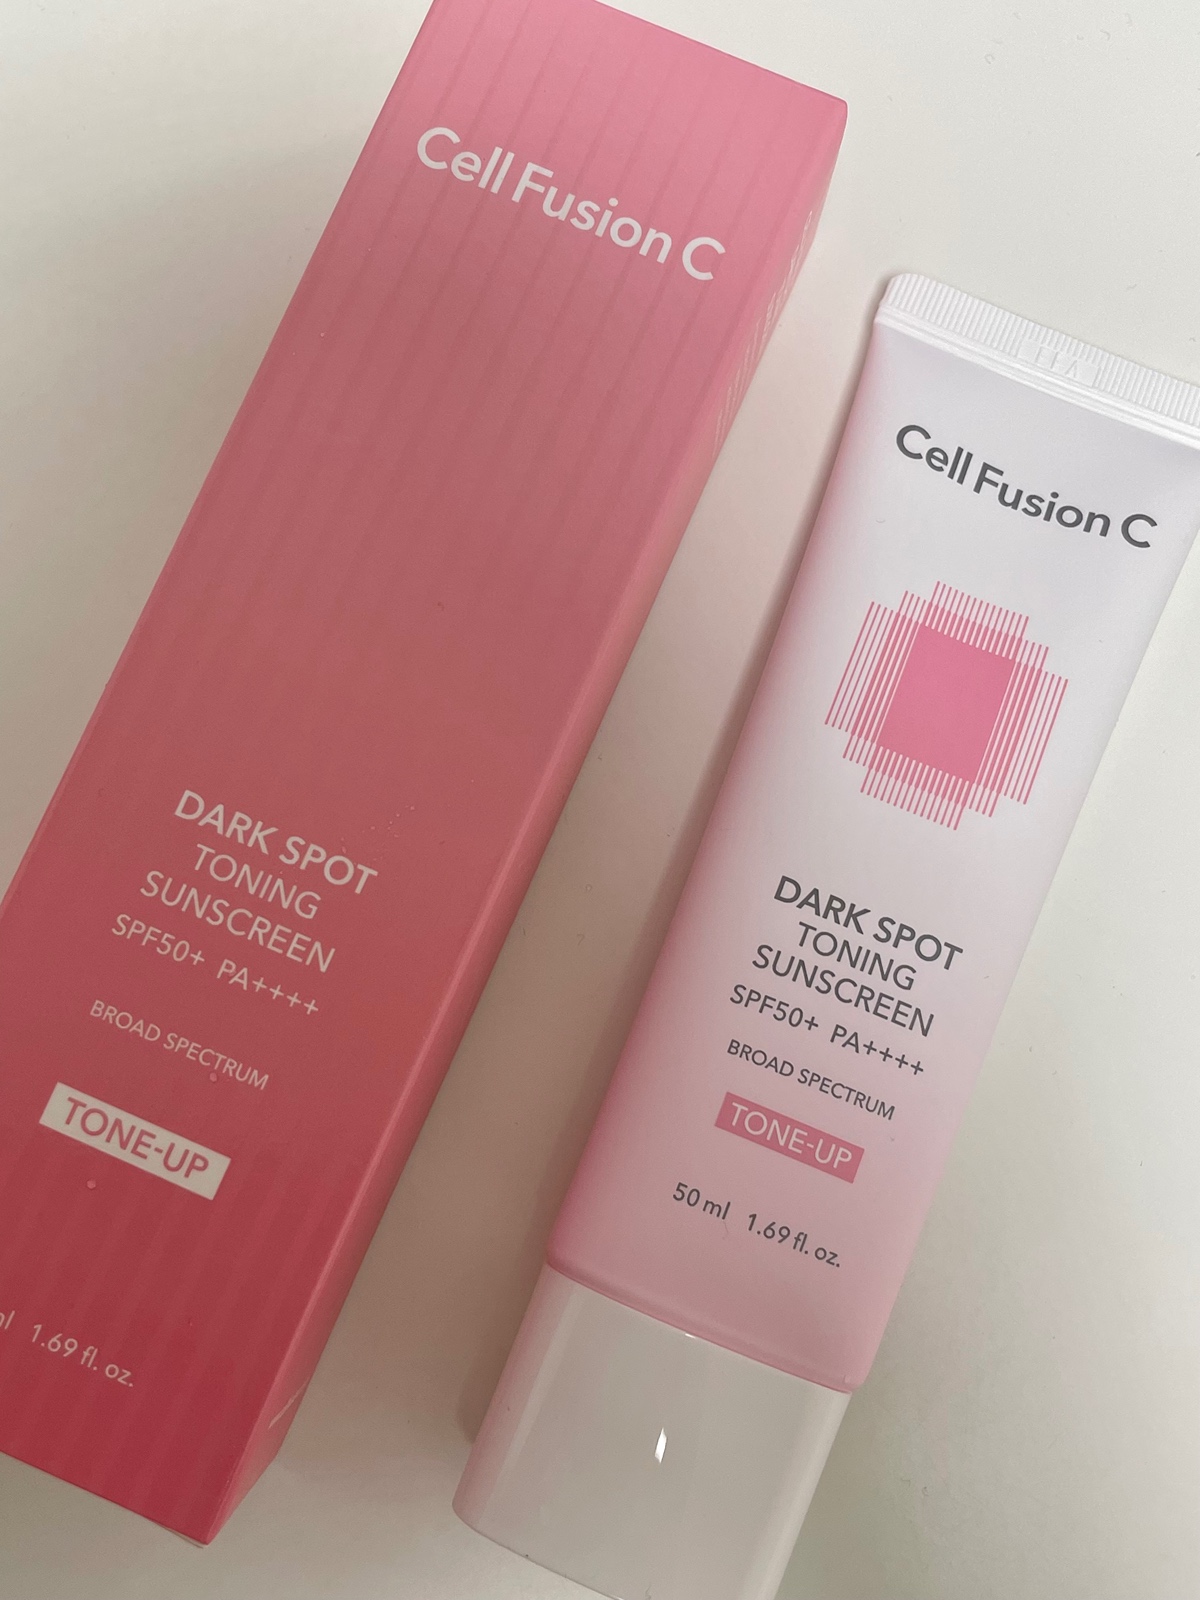 Cell Fusion C
DARK SPOT
TONING
SUNSCREEN
SPF50+ PA++++
BROAD SPECTRUM
TONE-UP
1.69 fl. oz.
Cell Fusion C
DARK SPOT
TONING
SUNSCREEN
SPF50+ PA++++
BROAD SPECTRUM
TONE-UP
50 ml 1.69 fl. oz.